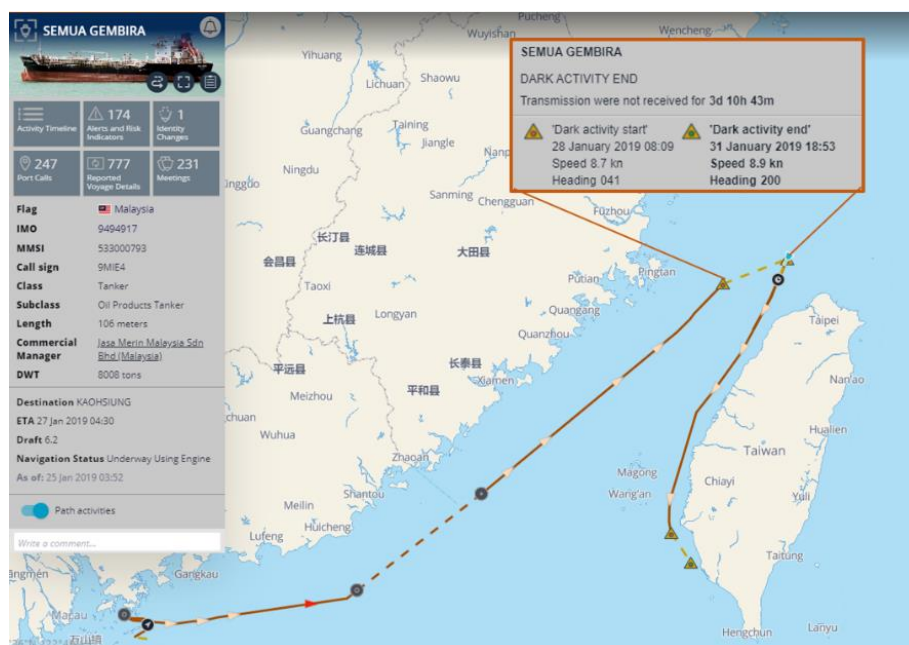 SEMUA GEMBIRA
Activity Timeline
174
Alerts and Risk
Indicators
1
Identity
Changes
247
Port Calls
777
Reported
Voyage Details
231
Meetings
Flag Malaysia
IMO 9494917
MMSI 533000793
Call sign 9MIE4
Class Tanker
Subclass Oil Products Tanker
Length 106 meters
Commercial Jasa Merin Malaysia Sdn
Manager Bhd (Malaysia)
DWT 8008 tons
Destination KAOHSIUNG
ETA 27 Jan 2019 04:30
Draft 6.2
Navigation Status Underway Using Engine
As of: 25 Jan 2019 03:52
Path activities
Write a comment...
SEMUA GEMBIRA
DARK ACTIVITY END
Transmission were not received for 3d 10h 43m
'Dark activity start' 'Dark activity end'
28 January 2019 08:09 31 January 2019 18:53
Speed 8.7 kn Speed 8.9 kn
Heading 041 Heading 200
Pucheng
Wuyishan
Wencheng
Yihuang
Lichuan
Shaowu
Guangchang
Taining
Jiangle
Ningdu
Sanming
Chengguan
Fuzhou
长汀县
连城县
大田县
会昌县
Taoxi
Putian
Pingtan
上杭县
Longyan
Quangang
Quanzhou
Taipei
平远县
长泰县
Xiamen
Meizhou
平和县
Nan'ao
Wuhua
Zhaoan
Hualien
Taiwan
Magong
Chiayi
Wang'an
Yuli
Shantou
Meilin
Huicheng
Lufeng
Taitung
Gangkau
Macau
万山镇
Hengchun
Lanyu